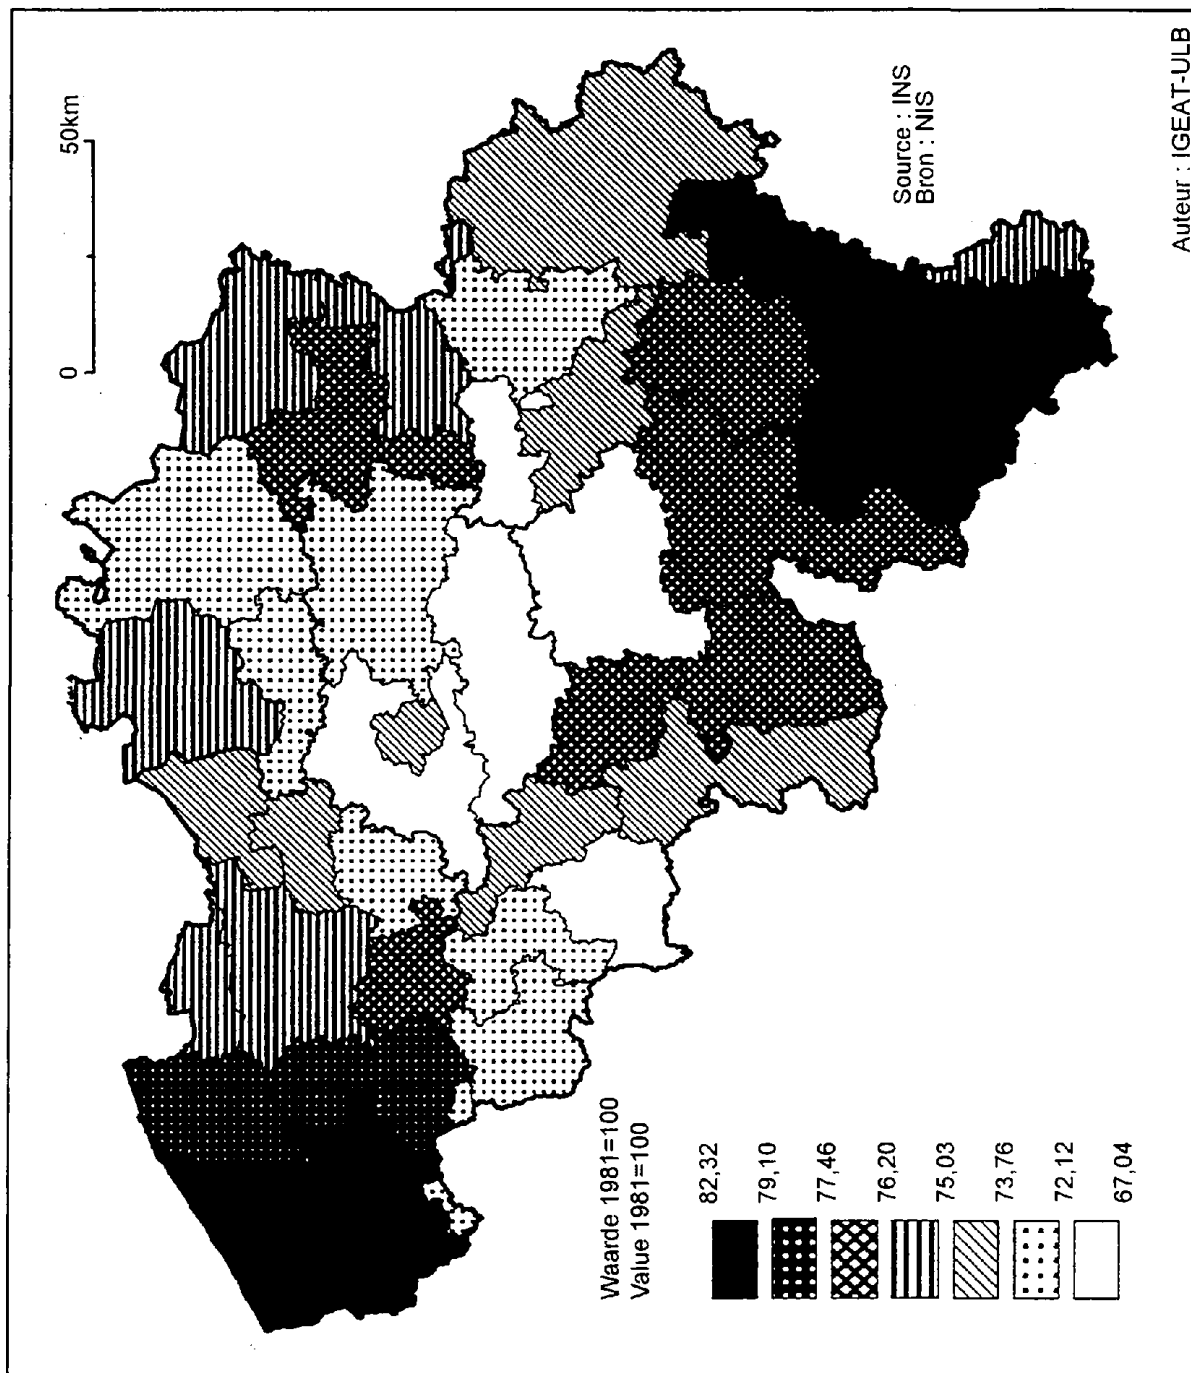 0 50km
Source : INS
Bron : NIS
Waarde 1981=100
Value 1981=100
82,32
79,10
77,46
76,20
75,03
73,76
72,12
67,04
Auteur : IGEAT-ULB